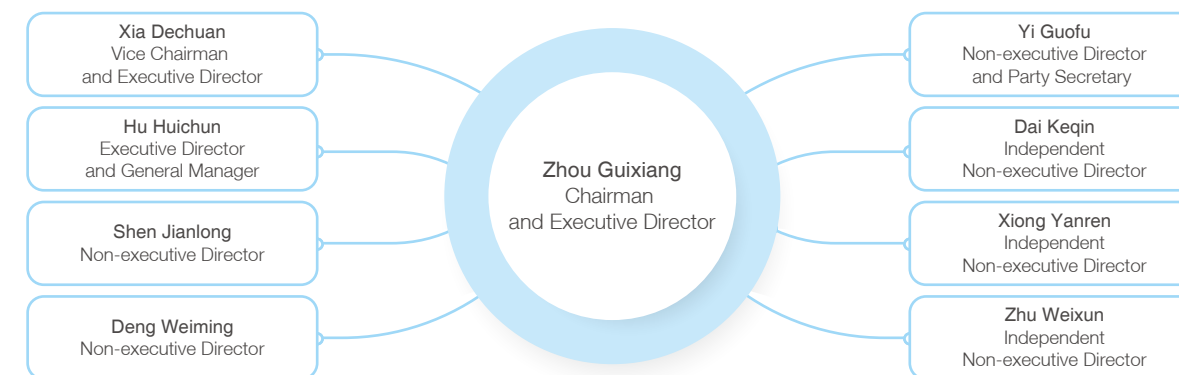 Xia Dechuan
Vice Chairman
and Executive Director
Hu Huichun
Executive Director
and General Manager
Shen Jianlong
Non-executive Director
Deng Weiming
Non-executive Director
Zhou Guixiang
Chairman
and Executive Director
Yi Guofu
Non-executive Director
and Party Secretary
Dai Keqin
Independent
Non-executive Director
Xiong Yanren
Independent
Non-executive Director
Zhu Weixun
Independent
Non-executive Director